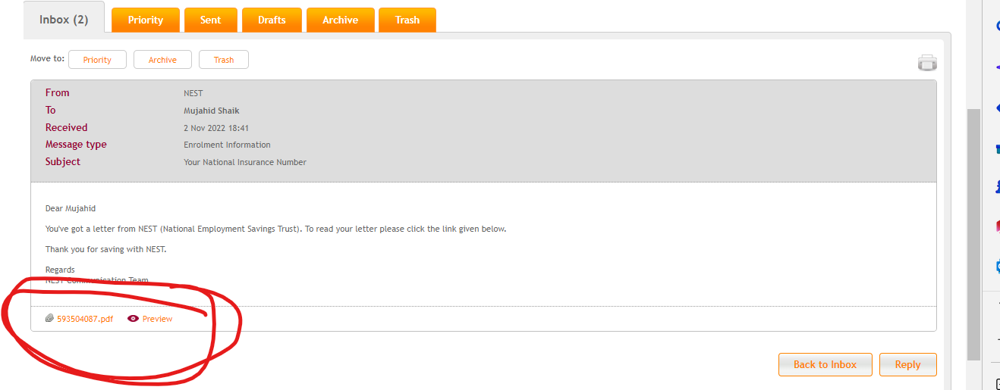 Inbox (2) Priority Sent Drafts Archive Trash
Move to: Priority Archive Trash
From NEST
To Mujahid Shaik
Received 2 Nov 2022 18:41
Message type Enrolment Information
Subject Your National Insurance Number
Dear Mujahid
You've got a letter from NEST (National Employment Savings Trust). To read your letter please click the link given below.
Thank you for saving with NEST.
Regards
NEST Communication Team
593504087.pdf Preview
Back to Inbox Reply